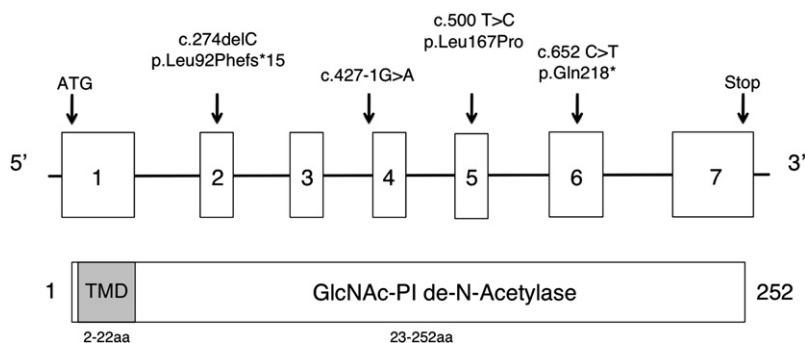 c.274delC
p.Leu92Phefs*15
c.500 T>C
p.Leu167Pro
c.652 C>T
p.Gln218*
c.427-1G>A
ATG
Stop
5’
1
2
3
4
5
6
7
3’
1
TMD
GlcNAc-PI de-N-Acetylase
252
2-22aa
23-252aa